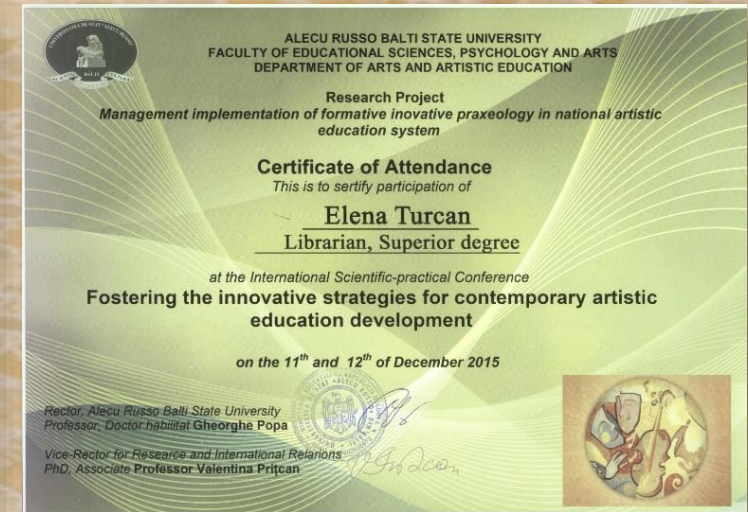 ALECU RUSSO BALTI STATE UNIVERSITY
FACULTY OF EDUCATIONAL SCIENCES, PSYCHOLOGY AND ARTS
DEPARTMENT OF ARTS AND ARTISTIC EDUCATION
Research Project
Management implementation of formative inovative praxeology in national artistic
education system
Certificate of Attendance
This is to sertify participation of
Elena Turcan
Librarian, Superior degree
at the International Scientific-practical Conference
Fostering the innovative strategies for contemporary artistic
education development
on the 11th and 12th of December 2015
Rector, Alecu Russo Balti State University
Professor, Doctor habilitat Gheorghe Popa
Vice-Rector for Research and International Relarions
PhD, Associate Professor Valentina Prițcan